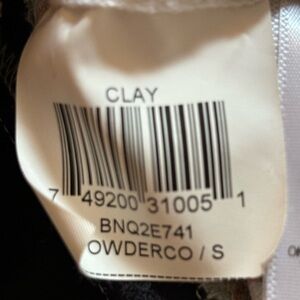 CLAY
7 49200 31005 1
BNQ2E741
OWDERCO / S